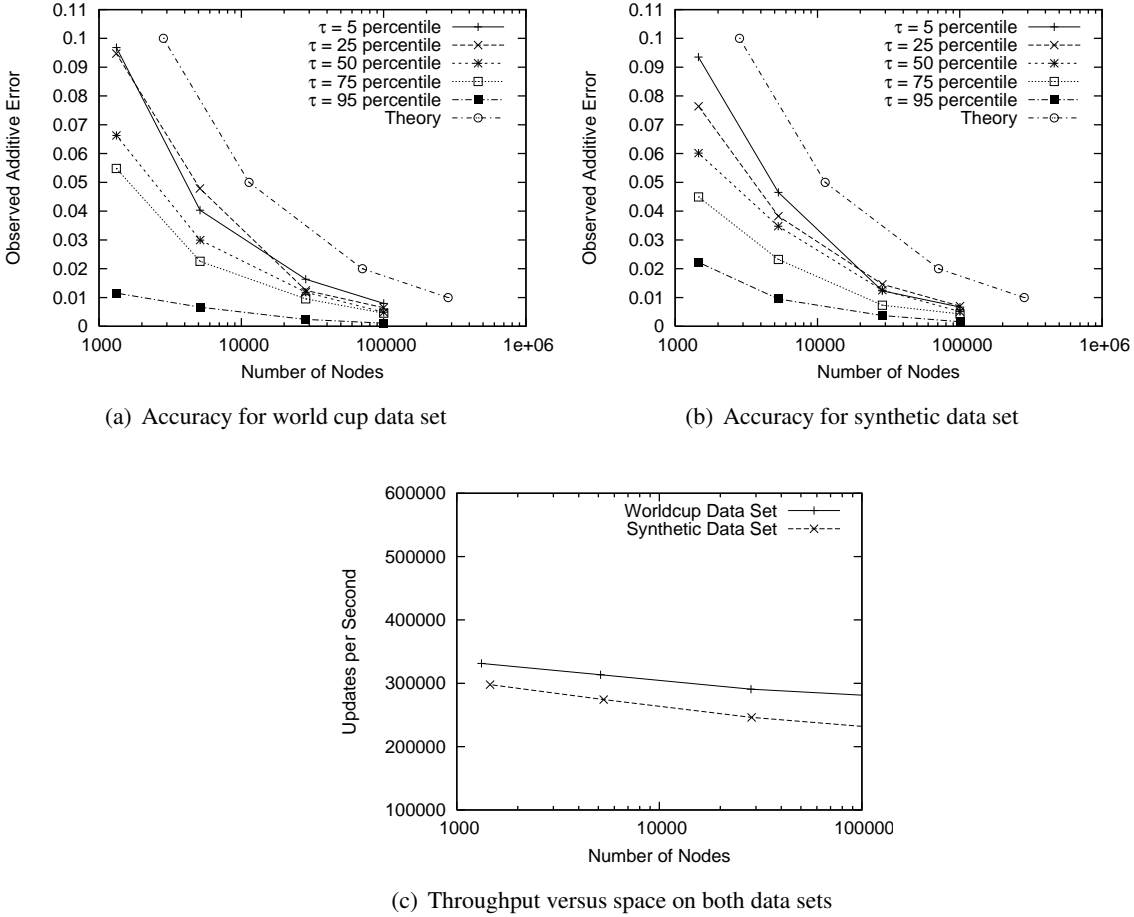 0.1
0.09
0.08
0.07
0.06
0.05
0.04
0.03
0.02
0.01
0
1000
10000
100000
1e+06
Observed Additive Error
Number of Nodes
τ = 5 percentile
τ = 25 percentile
τ = 50 percentile
τ = 75 percentile
τ = 95 percentile
Theory
(a) Accuracy for world cup data set
0.1
0.09
0.08
0.07
0.06
0.05
0.04
0.03
0.02
0.01
0
1000
10000
100000
1e+06
Observed Additive Error
Number of Nodes
τ = 5 percentile
τ = 25 percentile
τ = 50 percentile
τ = 75 percentile
τ = 95 percentile
Theory
(b) Accuracy for synthetic data set
600000
500000
400000
300000
200000
100000
1000
10000
100000
Updates per Second
Number of Nodes
Worldcup Data Set
Synthetic Data Set
(c) Throughput versus space on both data sets